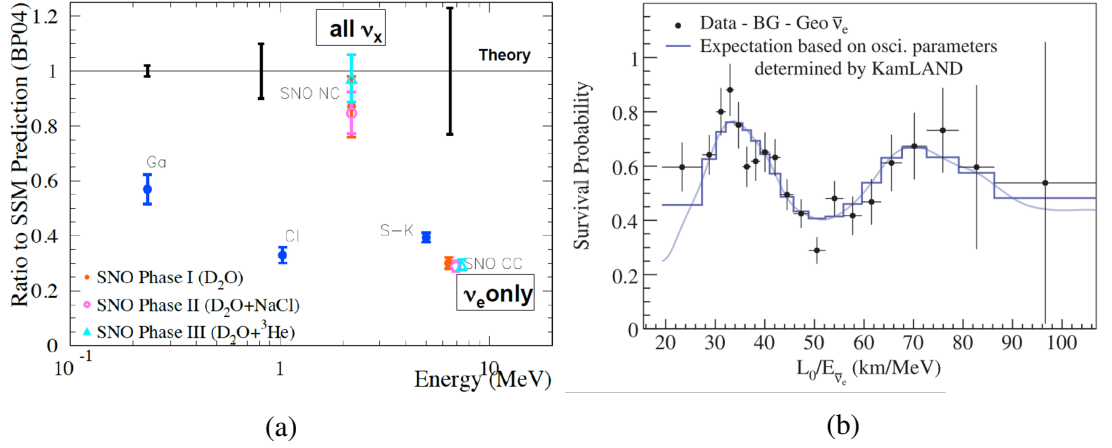 Ratio to SSM Prediction (BP04)
1.2
1
0.8
0.6
0.4
0.2
0
all νx
Theory
SNO NC
Ga
Cl
S−K
SNO CC
νe only
SNO Phase I (D2O)
SNO Phase II (D2O+NaCl)
SNO Phase III (D2O+3He)
10-1
1
10
Energy (MeV)
(a)
Survival Probability
1
0.8
0.6
0.4
0.2
0
Data - BG - Geo ν̄e
Expectation based on osci. parameters
determined by KamLAND
20 30 40 50 60 70 80 90 100
L0/Eν̄e (km/MeV)
(b)